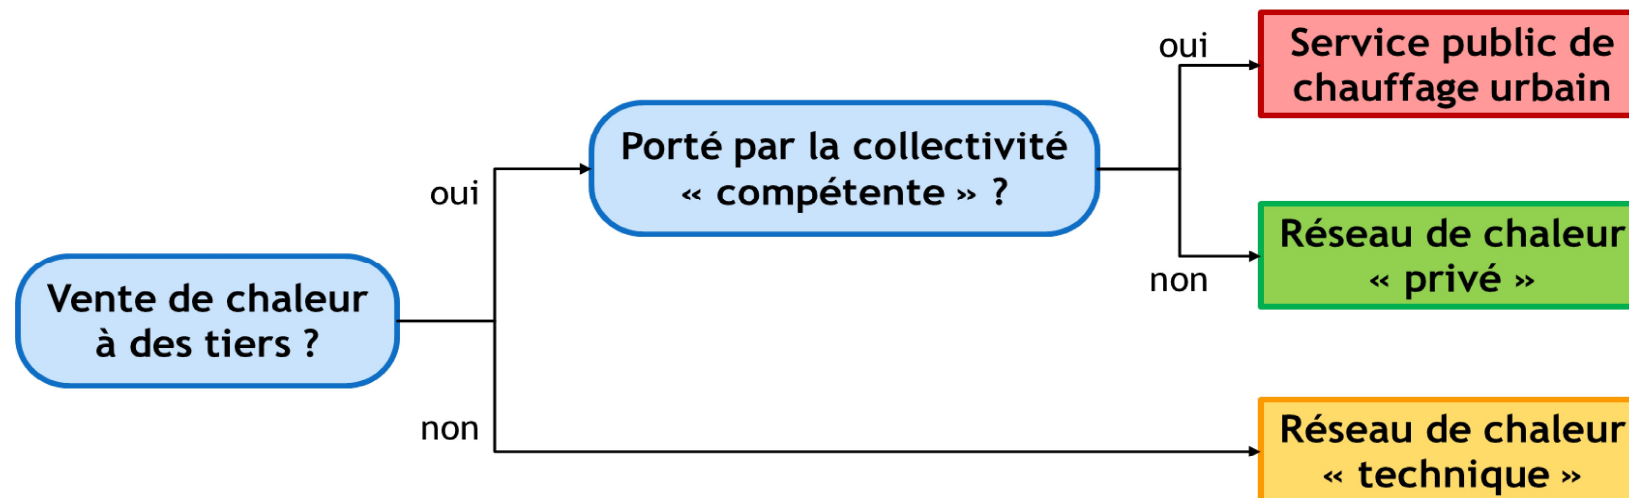 Vente de chaleur
à des tiers ?
oui
non
Porté par la collectivité
« compétente » ?
oui
non
Service public de
chauffage urbain
Réseau de chaleur
« privé »
Réseau de chaleur
« technique »